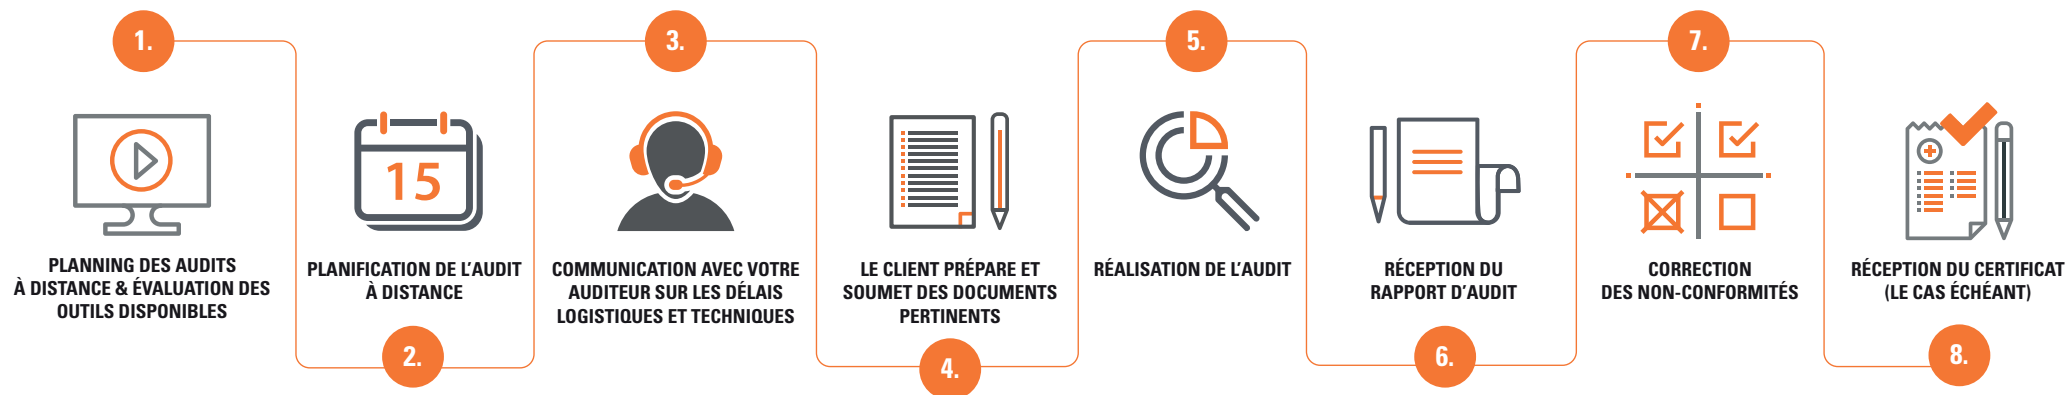 1.
PLANNING DES AUDITS
À DISTANCE & ÉVALUATION DES
OUTILS DISPONIBLES
15
PLANIFICATION DE L'AUDIT
À DISTANCE
2.
3.
COMMUNICATION AVEC VOTRE
AUDITEUR SUR LES DÉLAIS
LOGISTIQUES ET TECHNIQUES
LE CLIENT PRÉPARE ET
SOUMET DES DOCUMENTS
PERTINENTS
4.
5.
RÉALISATION DE L'AUDIT
RÉCEPTION DU
RAPPORT D'AUDIT
6.
7.
CORRECTION
DES NON-CONFORMITÉS
RÉCEPTION DU CERTIFICAT
(LE CAS ÉCHÉANT)
8.